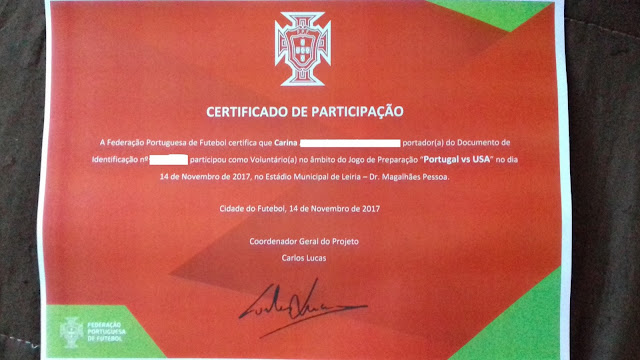 CERTIFICADO DE PARTICIPAÇÃO
A Federação Portuguesa de Futebol certifica que Carina portador(a) do Documento de
Identificação nº participou como Voluntário(a) no âmbito do Jogo de Preparação "Portugal vs USA" no dia
14 de Novembro de 2017, no Estádio Municipal de Leiria – Dr. Magalhães Pessoa.
Cidade do Futebol, 14 de Novembro de 2017
Coordenador Geral do Projeto
Carlos Lucas
FEDERAÇÃO
PORTUGUESA
DE FUTEBOL